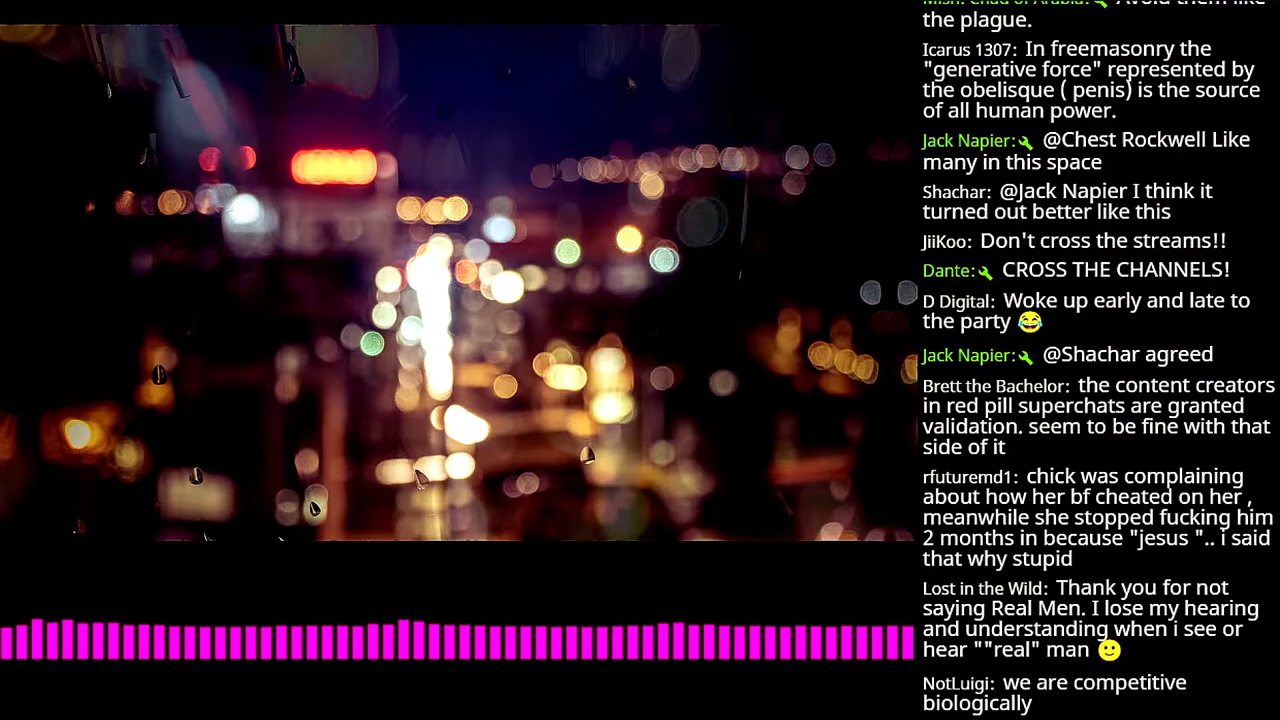 Mish. Chad of Arabia: Avoid them like
the plague.
Icarus 1307: In freemasonry the
"generative force" represented by
the obelisque ( penis) is the source
of all human power.
Jack Napier: @Chest Rockwell Like
many in this space
Shachar: @Jack Napier I think it
turned out better like this
JiiKoo: Don't cross the streams!!
Dante: CROSS THE CHANNELS!
D Digital: Woke up early and late to
the party 😂
Jack Napier: @Shachar agreed
Brett the Bachelor: the content creators
in red pill superchats are granted
validation. seem to be fine with that
side of it
rfuturemd1: chick was complaining
about how her bf cheated on her ,
meanwhile she stopped fucking him
2 months in because "jesus ".. i said
that why stupid
Lost in the Wild: Thank you for not
saying Real Men. I lose my hearing
and understanding when i see or
hear ""real" man 🙂
NotLuigi: we are competitive
biologically